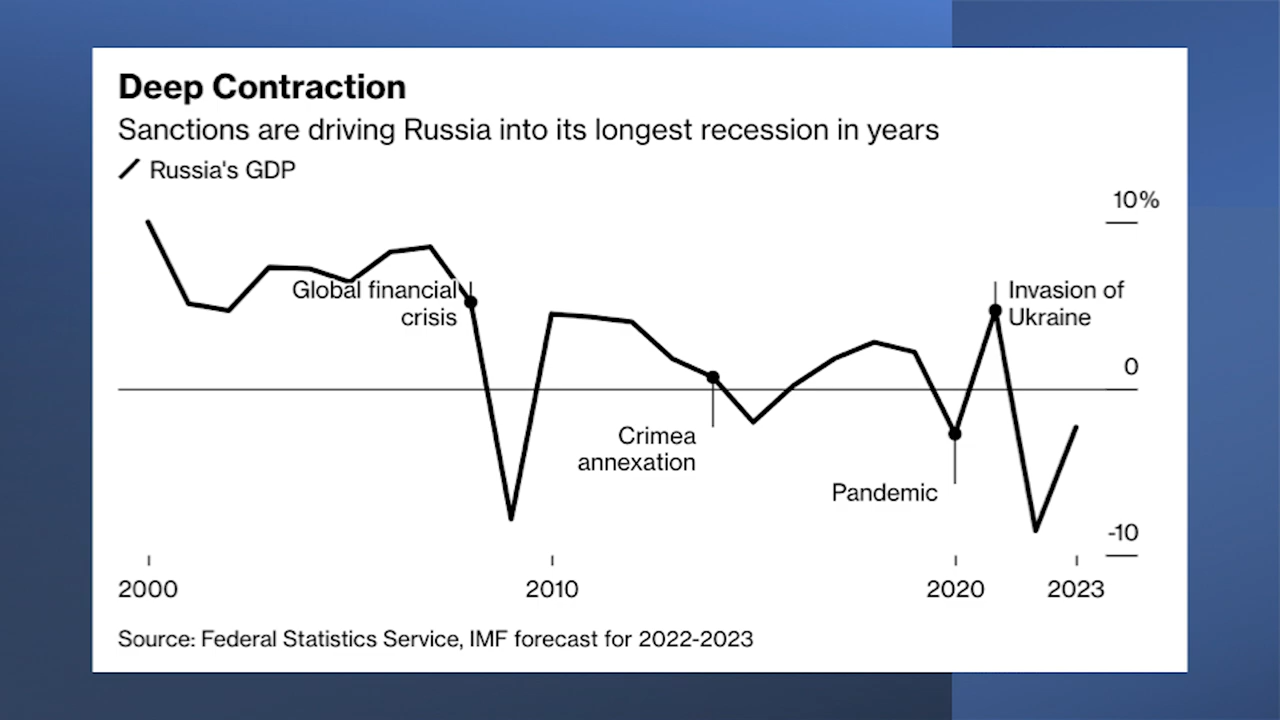 Deep Contraction
Sanctions are driving Russia into its longest recession in years
Russia's GDP
10%
Global financial
crisis
Invasion of
Ukraine
0
Crimea
annexation
Pandemic
-10
2000
2010
2020
2023
Source: Federal Statistics Service, IMF forecast for 2022-2023